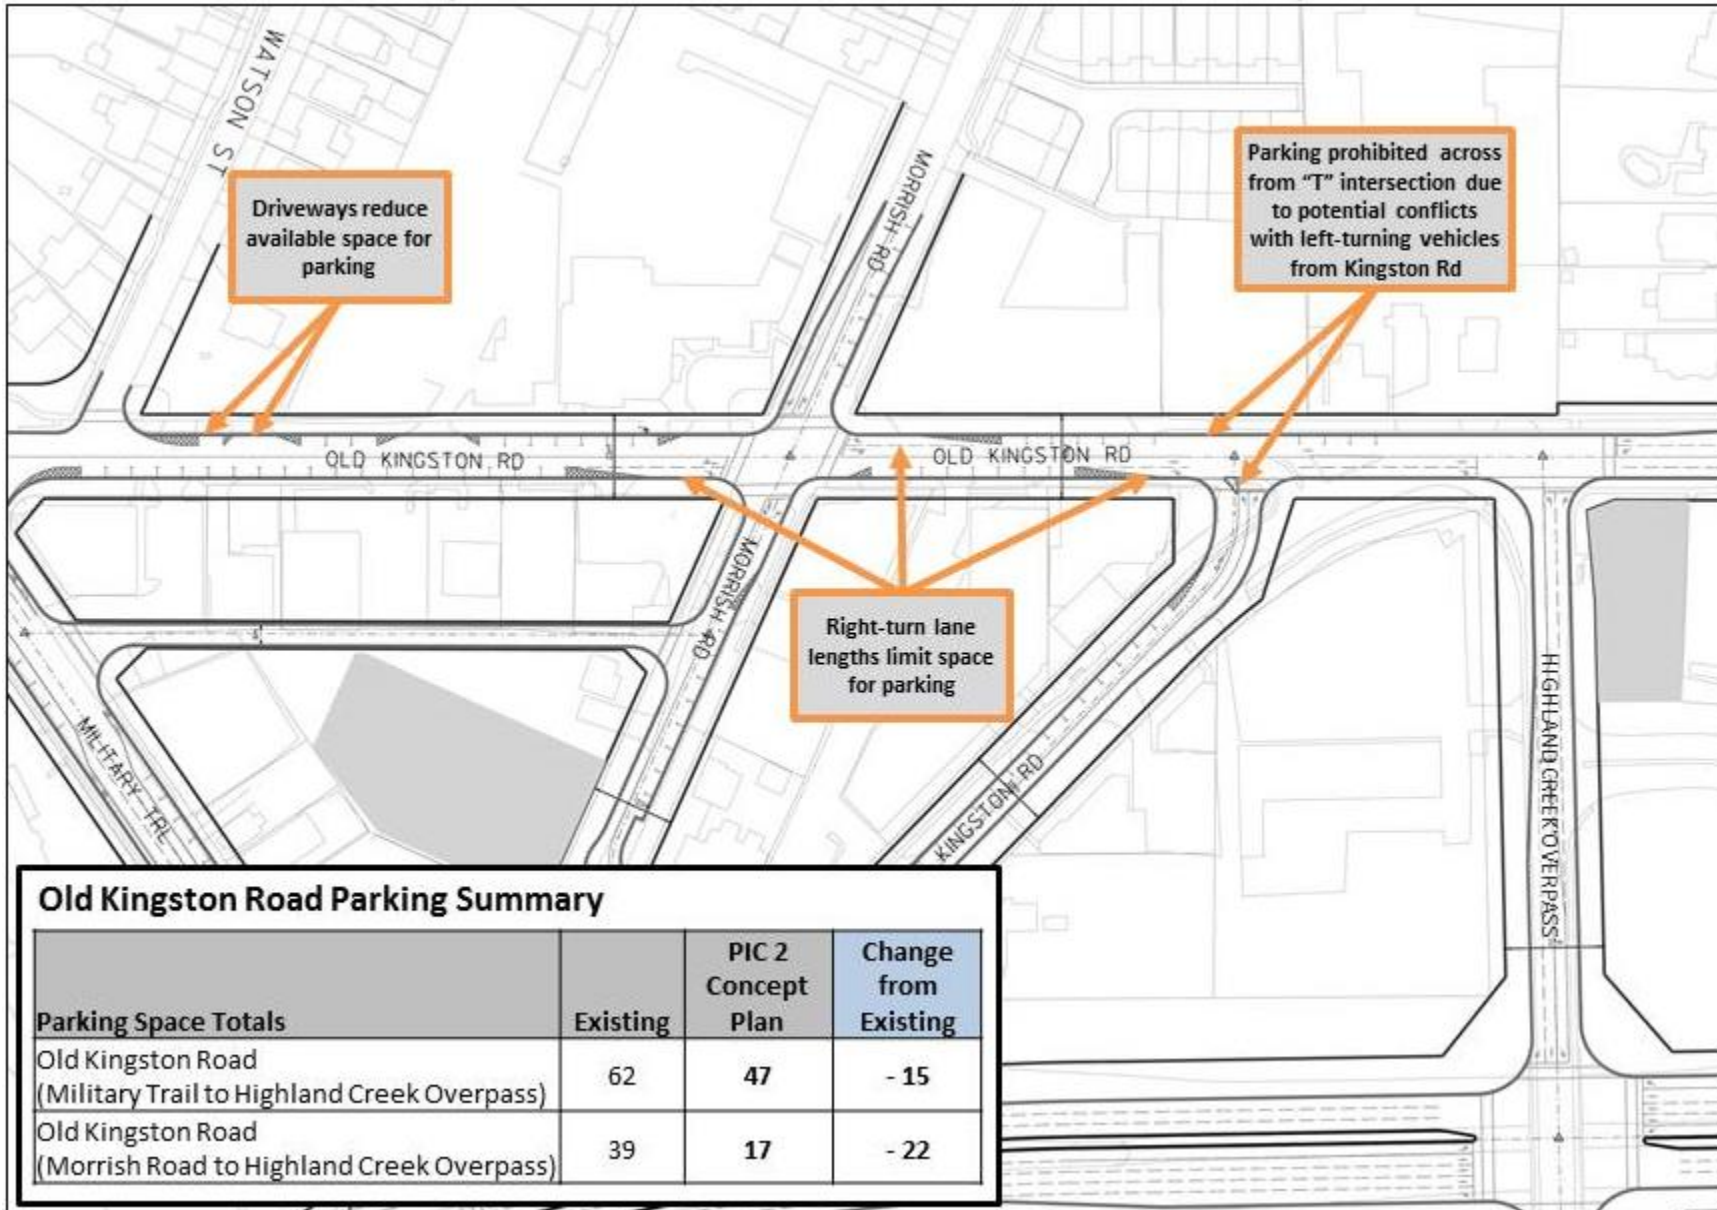 WATSON ST
MORRISH RD
Driveways reduce
available space for
parking
Parking prohibited across
from “T” intersection due
to potential conflicts
with left-turning vehicles
from Kingston Rd
OLD KINGSTON RD
OLD KINGSTON RD
MORRISH RD
Right-turn lane
lengths limit space
for parking
MILITARY TRL
KINGSTON RD
HIGHLAND CREEK OVERPASS
Old Kingston Road Parking Summary
Parking Space Totals Existing PIC 2 Concept Plan Change from Existing
Old Kingston Road
(Military Trail to Highland Creek Overpass) 62 47 - 15
Old Kingston Road
(Morrish Road to Highland Creek Overpass) 39 17 - 22